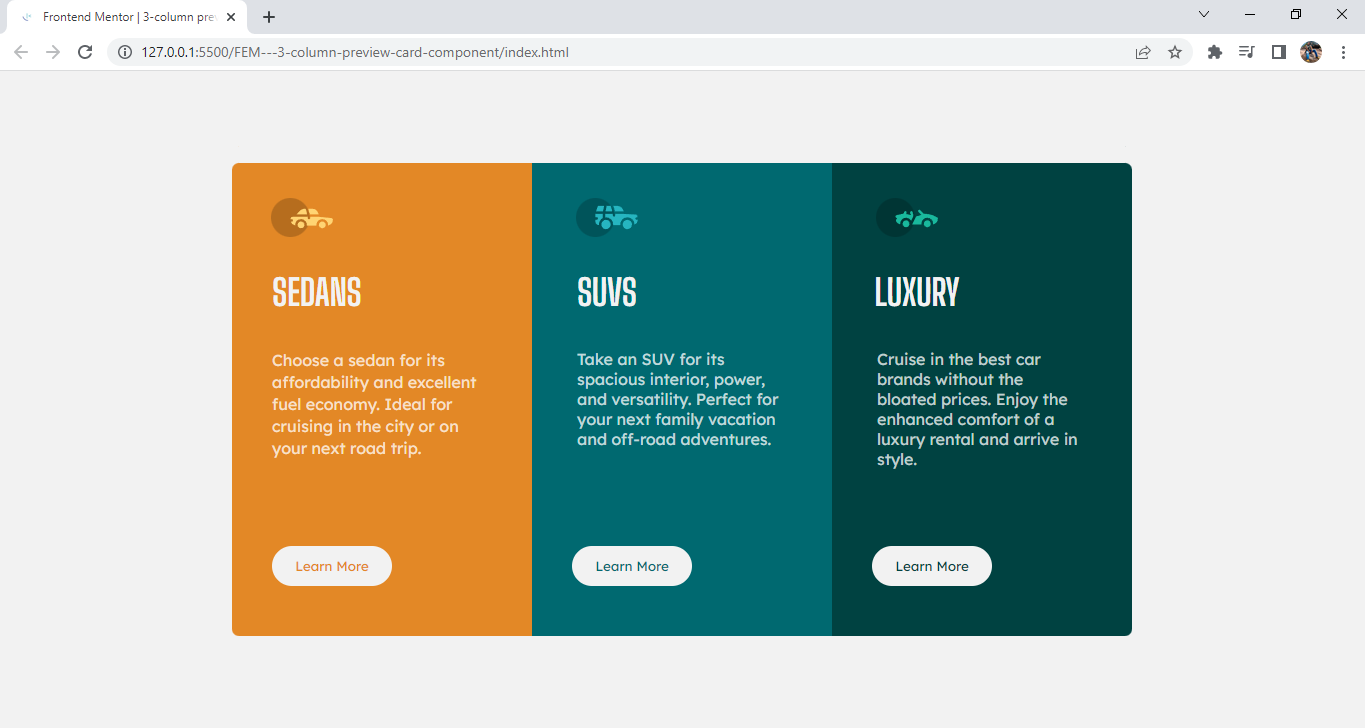 Frontend Mentor | 3-column pre
127.0.0.1:5500/FEM---3-column-preview-card-component/index.html
SEDANS
Choose a sedan for its
affordability and excellent
fuel economy. Ideal for
cruising in the city or on
your next road trip.
Learn More
SUVS
Take an SUV for its
spacious interior, power,
and versatility. Perfect for
your next family vacation
and off-road adventures.
Learn More
LUXURY
Cruise in the best car
brands without the
bloated prices. Enjoy the
enhanced comfort of a
luxury rental and arrive in
style.
Learn More